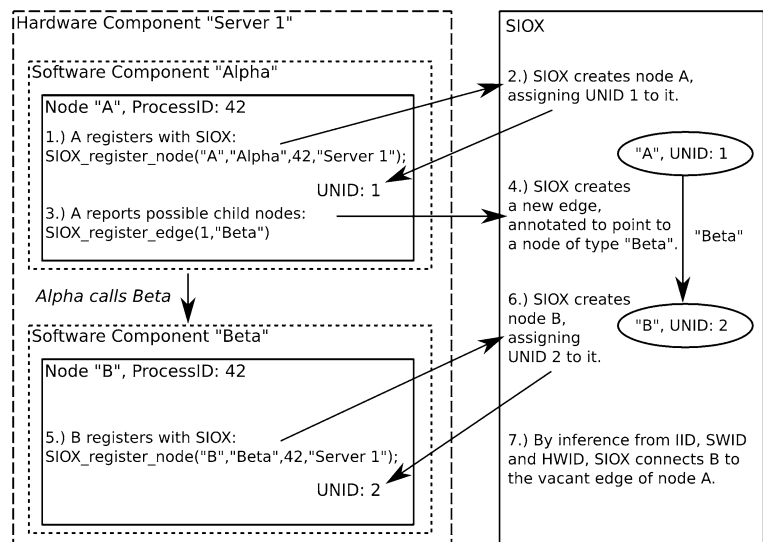 Hardware Component "Server 1"
Software Component "Alpha"
Node "A", ProcessID: 42
1.) A registers with SIOX:
SIOX_register_node("A","Alpha",42,"Server 1");
UNID: 1
3.) A reports possible child nodes:
SIOX_register_edge(1,"Beta")
Alpha calls Beta
Software Component "Beta"
Node "B", ProcessID: 42
5.) B registers with SIOX:
SIOX_register_node("B","Beta",42,"Server 1");
UNID: 2
SIOX
2.) SIOX creates node A,
assigning UNID 1 to it.
"A", UNID: 1
4.) SIOX creates
a new edge,
annotated to point to
a node of type "Beta".
"Beta"
6.) SIOX creates
node B,
assigning
UNID 2 to it.
"B", UNID: 2
7.) By inference from IID, SWID
and HWID, SIOX connects B to
the vacant edge of node A.